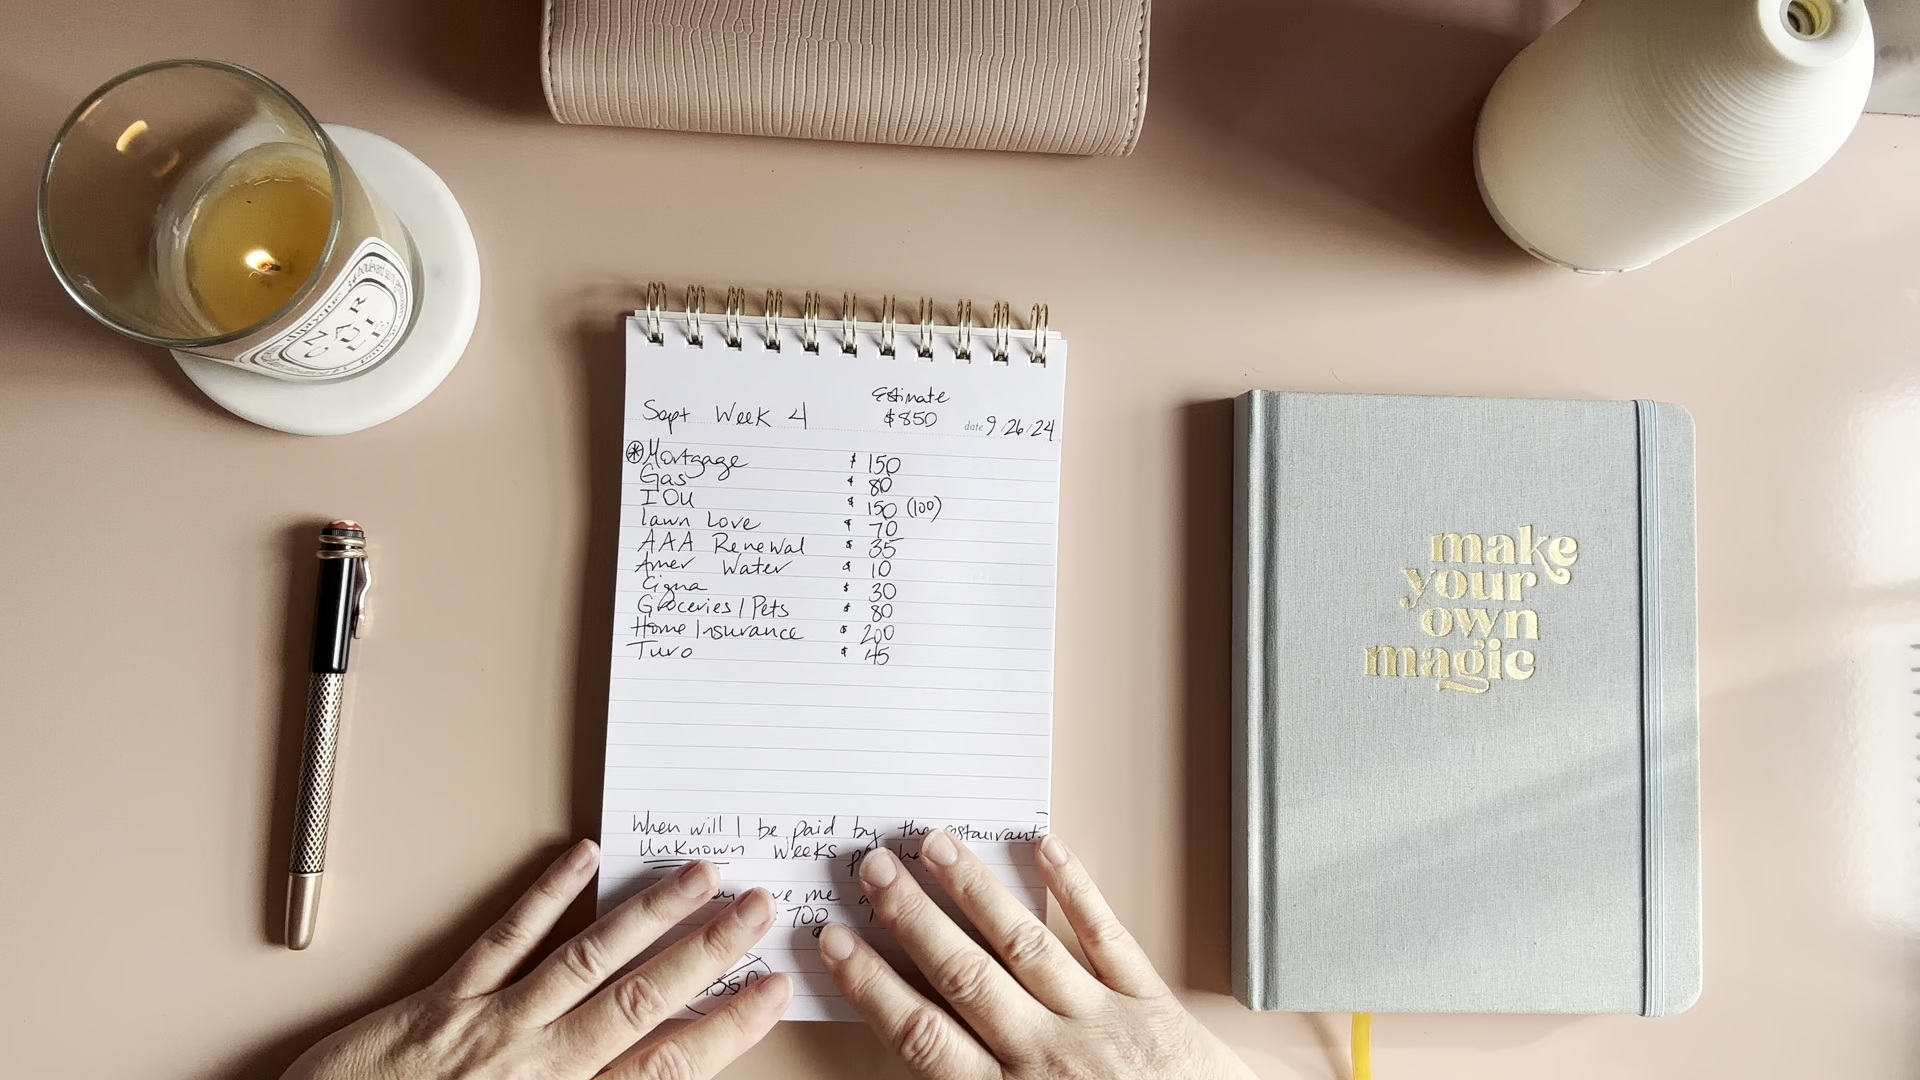 Estimate
Sept Week 4 $850 date 9/26/24
Mortgage $ 150
Gas $ 80
IOU $ 150 (100)
Lawn Love $ 70
AAA Renewal $ 35
Amer Water $ 10
Cigna $ 30
Groceries/Pets $ 80
Home Insurance $ 200
Turo $ 45
When will I be paid by the restaurant?
Unknown weeks
me
700
make
your
own
magic